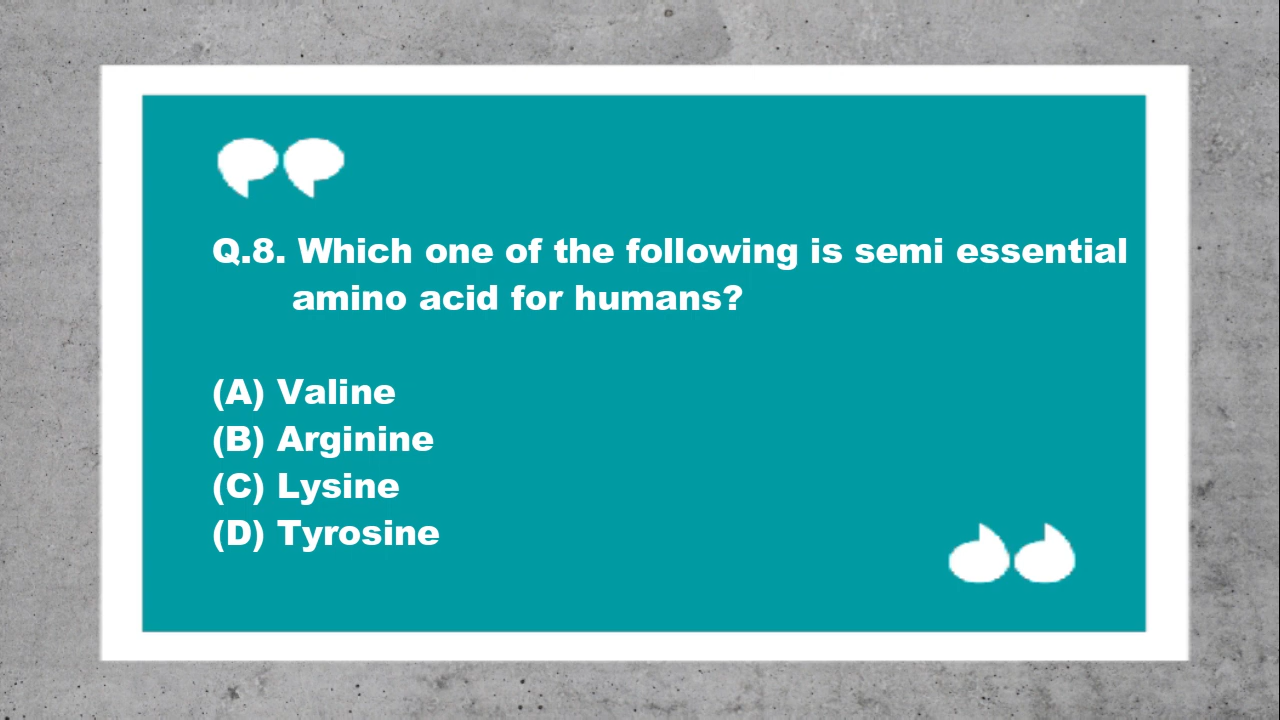 Q.8. Which one of the following is semi essential
amino acid for humans?
(A) Valine
(B) Arginine
(C) Lysine
(D) Tyrosine